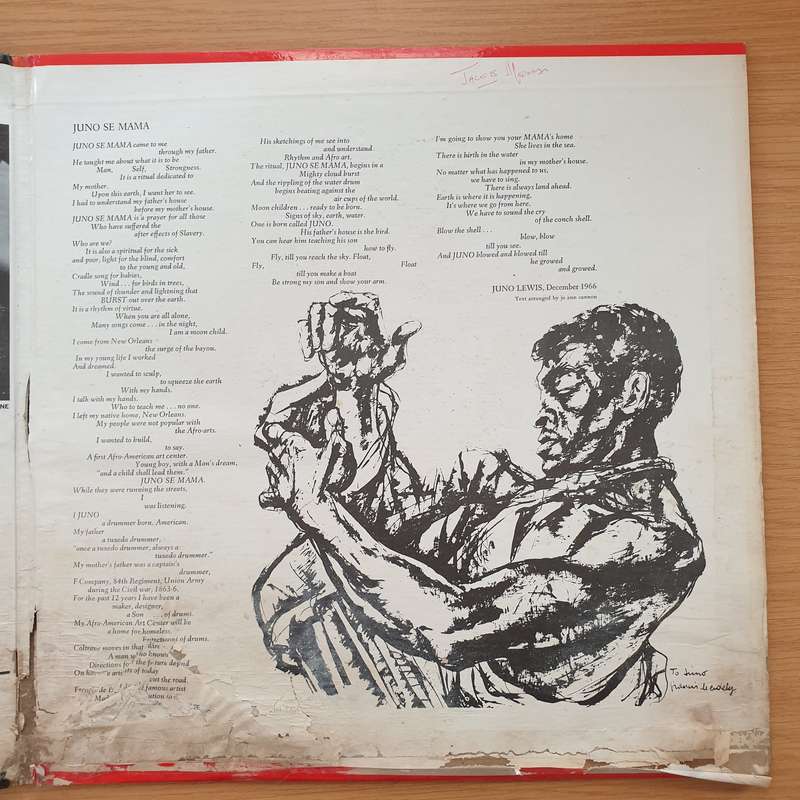 JUNO SE MAMA
JUNO SE MAMA came to me
through my father.
He taught me about what it is to be
Man, Self, Strongness.
It is a ritual dedicated to
My mother.
Upon this earth, I want her to see.
I had to understand my father's house
before my mother's house.
JUNO SE MAMA is a prayer for all those
Who have suffered the
after effects of Slavery.
Who are we?
It is also a spiritual for the sick
and poor, light for the blind, comfort
to the young and old,
Cradle song for babies,
Wind . . . for birds in trees,
The sound of thunder and lightning that
BURST out over the earth.
It is a rhythm of virtue.
When you are all alone,
Many songs come . . . in the night,
I am a moon child.
I come from New Orleans
the surge of the bayou.
In my young life I worked
And dreamed.
I wanted to sculp,
to squeeze the earth
With my hands.
I talk with my hands.
Who to teach me . . . no one.
I left my native home, New Orleans.
My people were not popular with
the Afro-arts.
I wanted to build,
to say.
A first Afro-American art center.
Young boy, with a Man's dream,
"and a child shall lead them."
JUNO SE MAMA.
While they were running the streets,
I
was listening.
I JUNO
a drummer born, American.
My father
a tuxedo drummer,
"once a tuxedo drummer, always a
tuxedo drummer."
My mother's father was a captain's
drummer,
F Company, 84th Regiment, Union Army
during the Civil war, 1863-6.
For the past 12 years I have been a
maker, designer,
a Son of drums.
My Afro-American Art Center will be
a home for homeless.
of drums.
Coltrane moves in that
A man who knows
Directions for the future depend
On arts of today
out the road.
famous artist
His sketchings of me see into
and understand
Rhythm and Afro art.
The ritual, JUNO SE MAMA, begins in a
Mighty cloud burst
And the rippling of the water drum
begins beating against the
air cups of the world.
Moon children . . . ready to be born.
Signs of sky, earth, water.
One is born called JUNO.
His father's house is the bird.
You can hear him teaching his son
how to fly.
Fly, till you reach the sky. Float,
Fly, Float
till you make a boat
Be strong my son and show your arm.
I'm going to show you your MAMA's home
She lives in the sea.
There is birth in the water
in my mother's house.
No matter what has happened to us,
we have to sing.
There is always land ahead.
Earth is where it is happening,
It's where we go from here.
We have to sound the cry
of the conch shell.
Blow the shell . . .
blow, blow
till you see.
And JUNO blowed and blowed till
he growed
and growed.
JUNO LEWIS, December 1966
Text arranged by jo ann cannon
To Juno
NE